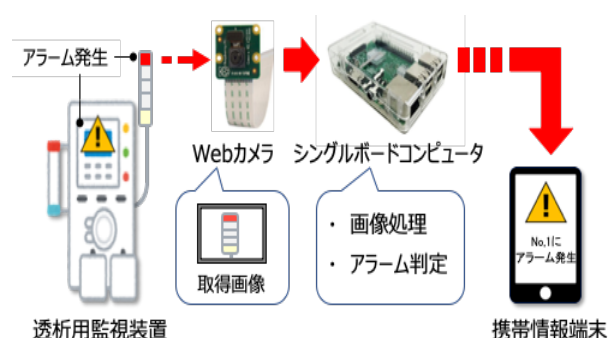 アラーム発生
Webカメラ
シングルボードコンピュータ
取得画像
・ 画像処理
・ アラーム判定
No,1に
アラーム発生
透析用監視装置
携帯情報端末